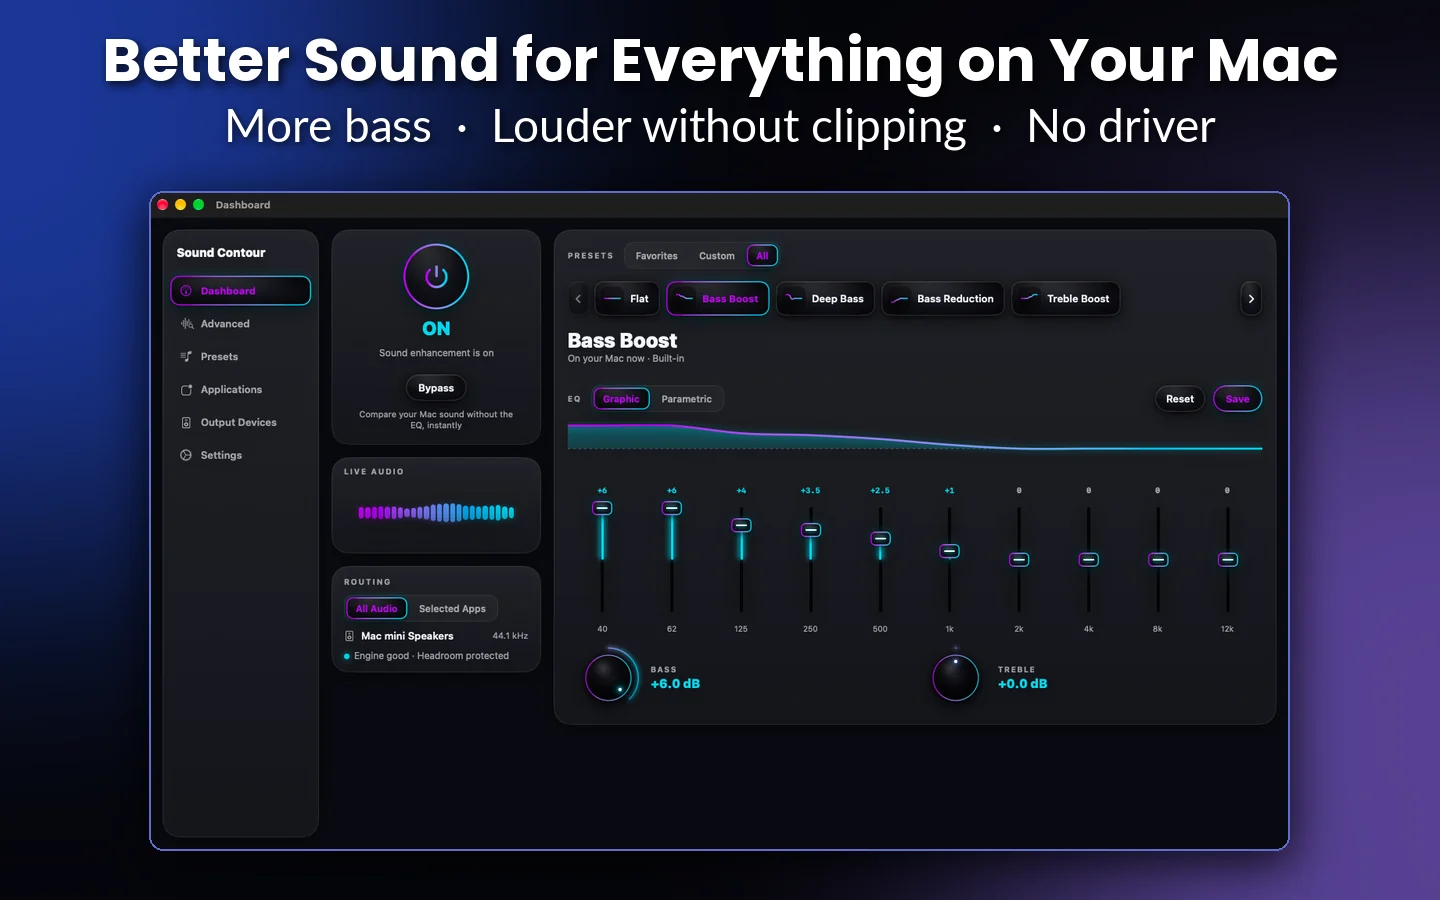 Better Sound for Everything on Your Mac
More bass · Louder without clipping · No driver
Dashboard
Sound Contour
Dashboard
Advanced
Presets
Applications
Output Devices
Settings
ON
Sound enhancement is on
Bypass
Compare your Mac sound without the
EQ, instantly
LIVE AUDIO
ROUTING
All Audio Selected Apps
Mac mini Speakers 44.1 kHz
Engine good · Headroom protected
PRESETS Favorites Custom All
Flat Bass Boost Deep Bass Bass Reduction Treble Boost
Bass Boost
On your Mac now · Built-in
EQ Graphic Parametric Reset Save
+6 +6 +4 +3.5 +2.5 +1 0 0 0 0
40 62 125 250 500 1k 2k 4k 8k 12k
BASS
+6.0 dB
TREBLE
+0.0 dB